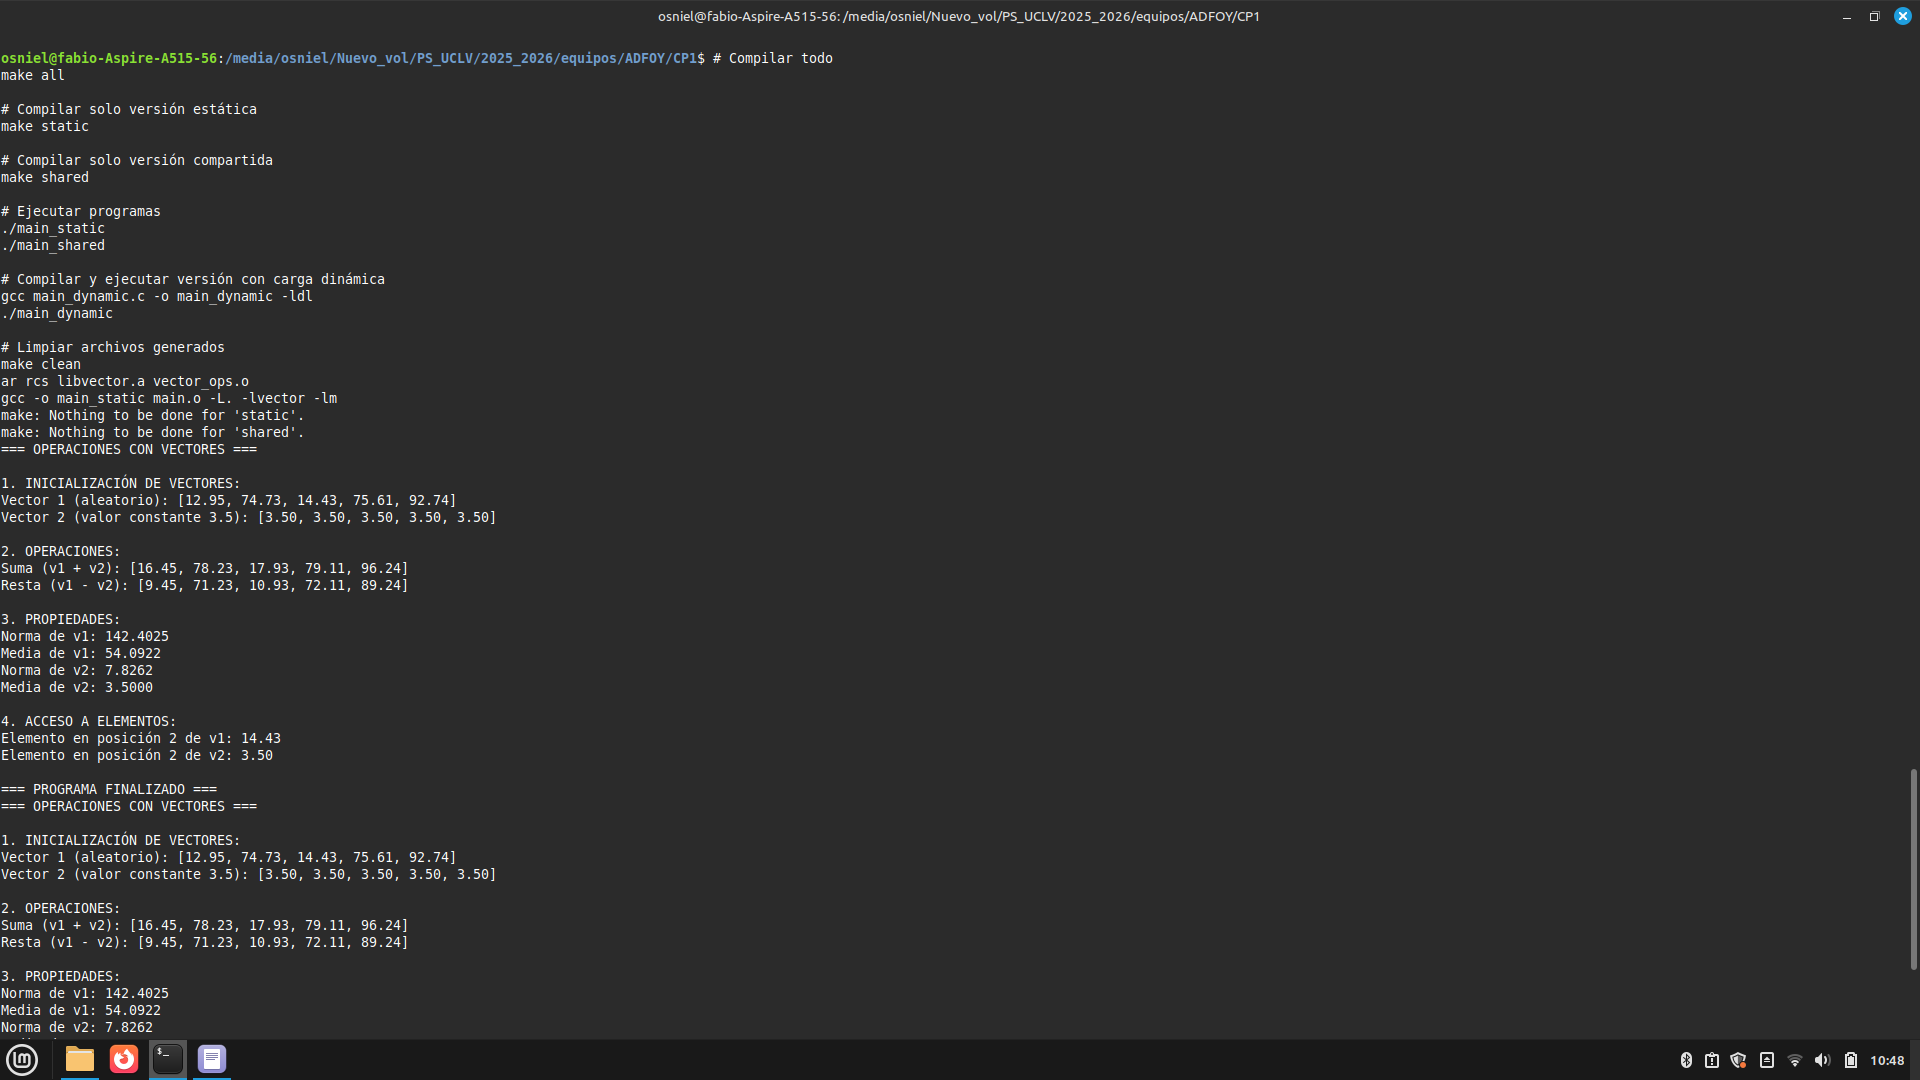 osniel@fabio-Aspire-A515-56: /media/osniel/Nuevo_vol/PS_UCLV/2025_2026/equipos/ADFOY/CP1
osniel@fabio-Aspire-A515-56:/media/osniel/Nuevo_vol/PS_UCLV/2025_2026/equipos/ADFOY/CP1$ # Compilar todo
make all
# Compilar solo versión estática
make static
# Compilar solo versión compartida
make shared
# Ejecutar programas
./main_static
./main_shared
# Compilar y ejecutar versión con carga dinámica
gcc main_dynamic.c -o main_dynamic -ldl
./main_dynamic
# Limpiar archivos generados
make clean
ar rcs libvector.a vector_ops.o
gcc -o main_static main.o -L. -lvector -lm
make: Nothing to be done for 'static'.
make: Nothing to be done for 'shared'.
=== OPERACIONES CON VECTORES ===
1. INICIALIZACIÓN DE VECTORES:
Vector 1 (aleatorio): [12.95, 74.73, 14.43, 75.61, 92.74]
Vector 2 (valor constante 3.5): [3.50, 3.50, 3.50, 3.50, 3.50]
2. OPERACIONES:
Suma (v1 + v2): [16.45, 78.23, 17.93, 79.11, 96.24]
Resta (v1 - v2): [9.45, 71.23, 10.93, 72.11, 89.24]
3. PROPIEDADES:
Norma de v1: 142.4025
Media de v1: 54.0922
Norma de v2: 7.8262
Media de v2: 3.5000
4. ACCESO A ELEMENTOS:
Elemento en posición 2 de v1: 14.43
Elemento en posición 2 de v2: 3.50
=== PROGRAMA FINALIZADO ===
=== OPERACIONES CON VECTORES ===
1. INICIALIZACIÓN DE VECTORES:
Vector 1 (aleatorio): [12.95, 74.73, 14.43, 75.61, 92.74]
Vector 2 (valor constante 3.5): [3.50, 3.50, 3.50, 3.50, 3.50]
2. OPERACIONES:
Suma (v1 + v2): [16.45, 78.23, 17.93, 79.11, 96.24]
Resta (v1 - v2): [9.45, 71.23, 10.93, 72.11, 89.24]
3. PROPIEDADES:
Norma de v1: 142.4025
Media de v1: 54.0922
Norma de v2: 7.8262
10:48